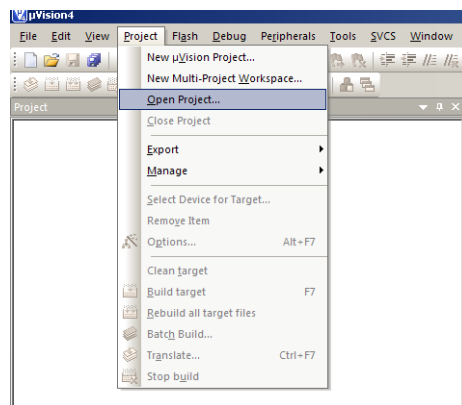 µVision4
File Edit View Project Flash Debug Peripherals Tools SVCS Window
New µVision Project...
New Multi-Project Workspace...
Project
Open Project...
Close Project
Export
Manage
Select Device for Target...
Remove Item
Options... Alt+F7
Clean target
Build target F7
Rebuild all target files
Batch Build...
Translate... Ctrl+F7
Stop build